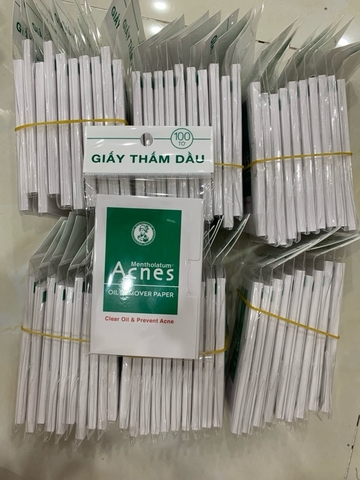 100
TỜ
GIẤY THẤM DẦU
Mentholatum
Acnes
OIL REMOVER PAPER
Clear Oil & Prevent Acne